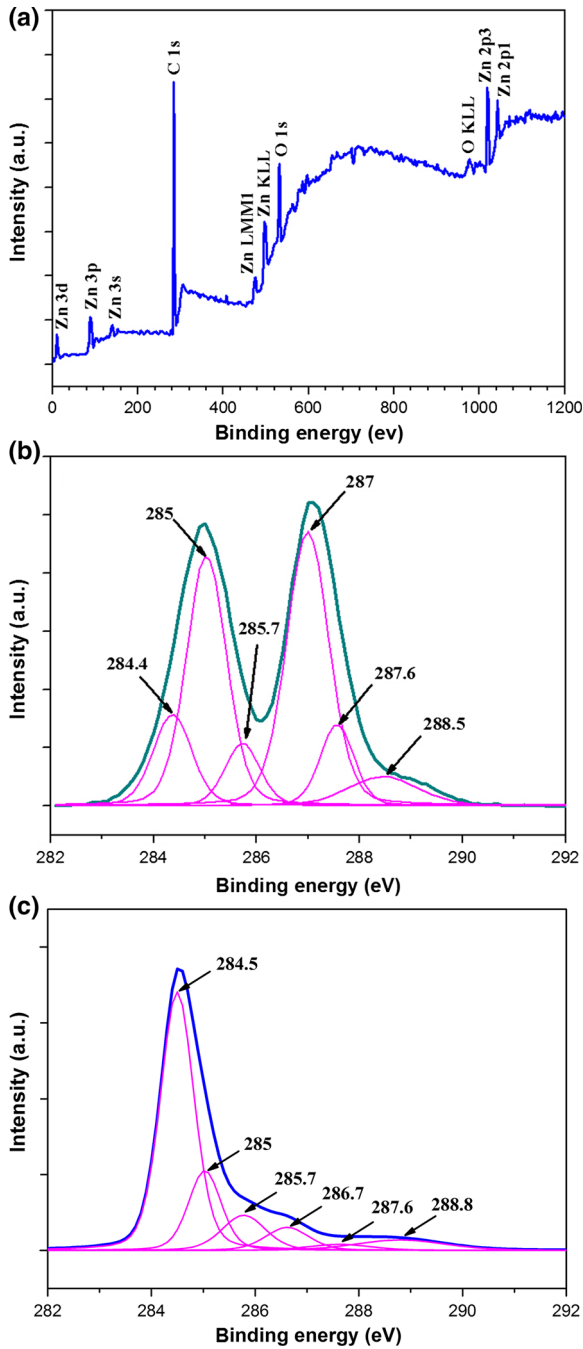 (a)
Intensity (a.u.)
Zn 3d
Zn 3p
Zn 3s
C 1s
Zn LMM1
Zn KLL
O 1s
O KLL
Zn 2p3
Zn 2p1
0 200 400 600 800 1000 1200
Binding energy (ev)
(b)
Intensity (a.u.)
284.4
285
285.7
287
287.6
288.5
282 284 286 288 290 292
Binding energy (eV)
(c)
Intensity (a.u.)
284.5
285
285.7
286.7
287.6
288.8
282 284 286 288 290 292
Binding energy (eV)